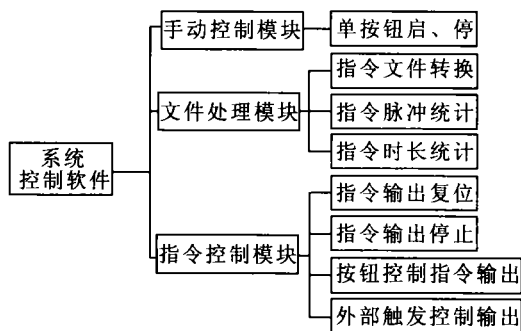 手动控制模块
单按钮启、停
指令文件转换
文件处理模块
指令脉冲统计
指令时长统计
系统
控制软件
指令输出复位
指令输出停止
指令控制模块
按钮控制指令输出
外部触发控制输出